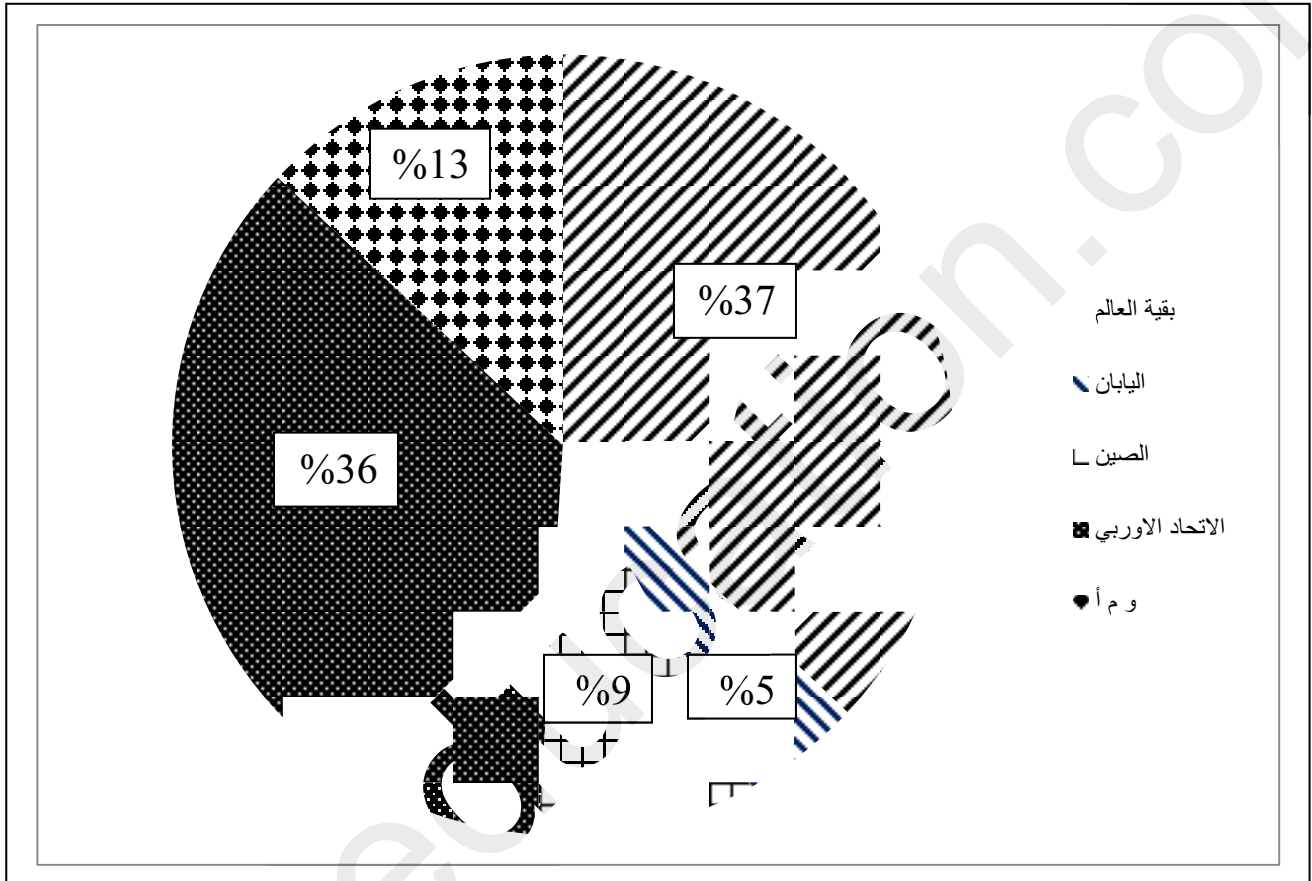 %13
%37
%36
%9
%5
بقية العالم
اليابان
الصين
الاتحاد الاوربي
و م أ